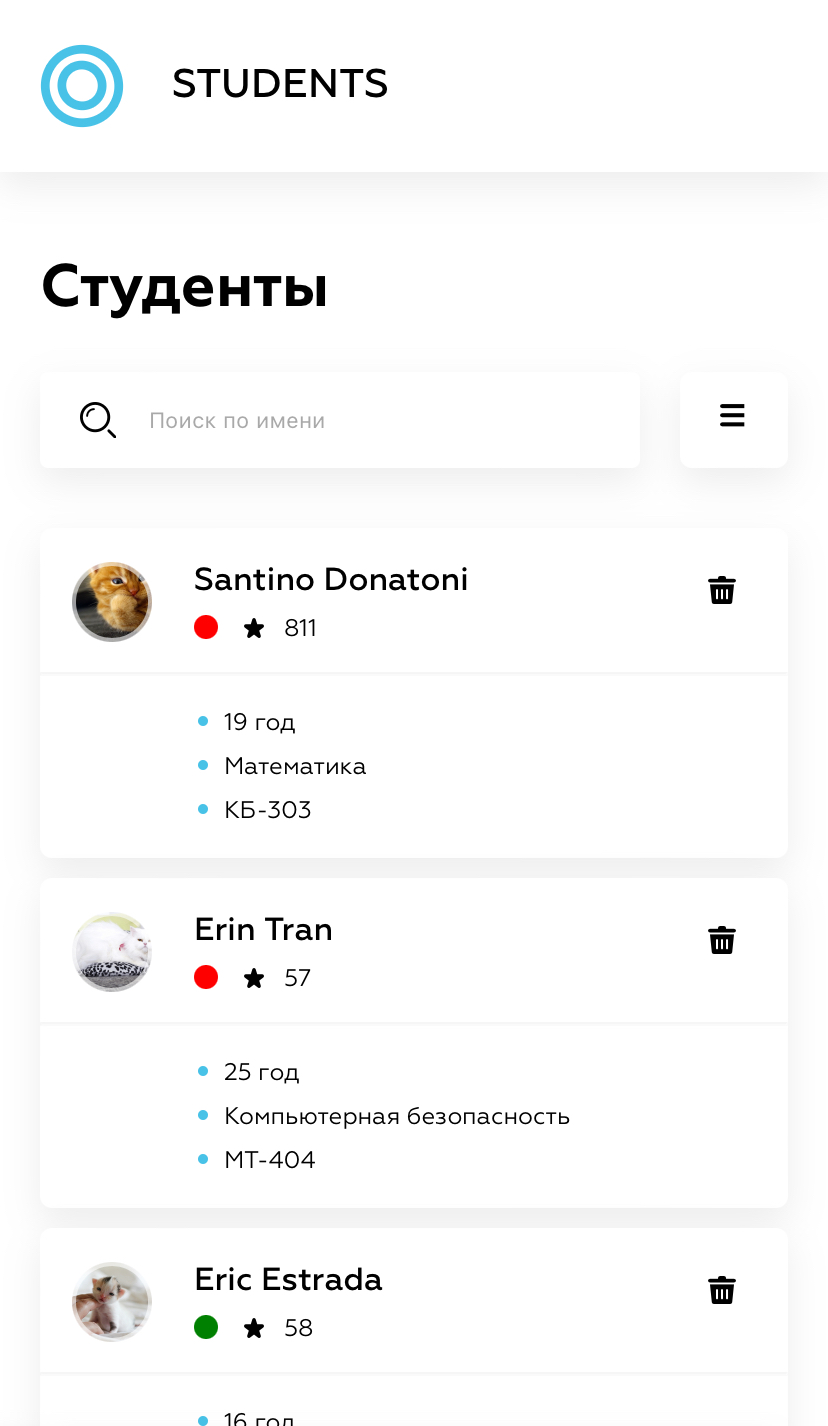 STUDENTS
Студенты
Поиск по имени
Santino Donatoni
811
19 год
Математика
КБ-303
Erin Tran
57
25 год
Компьютерная безопасность
МТ-404
Eric Estrada
58
16 год